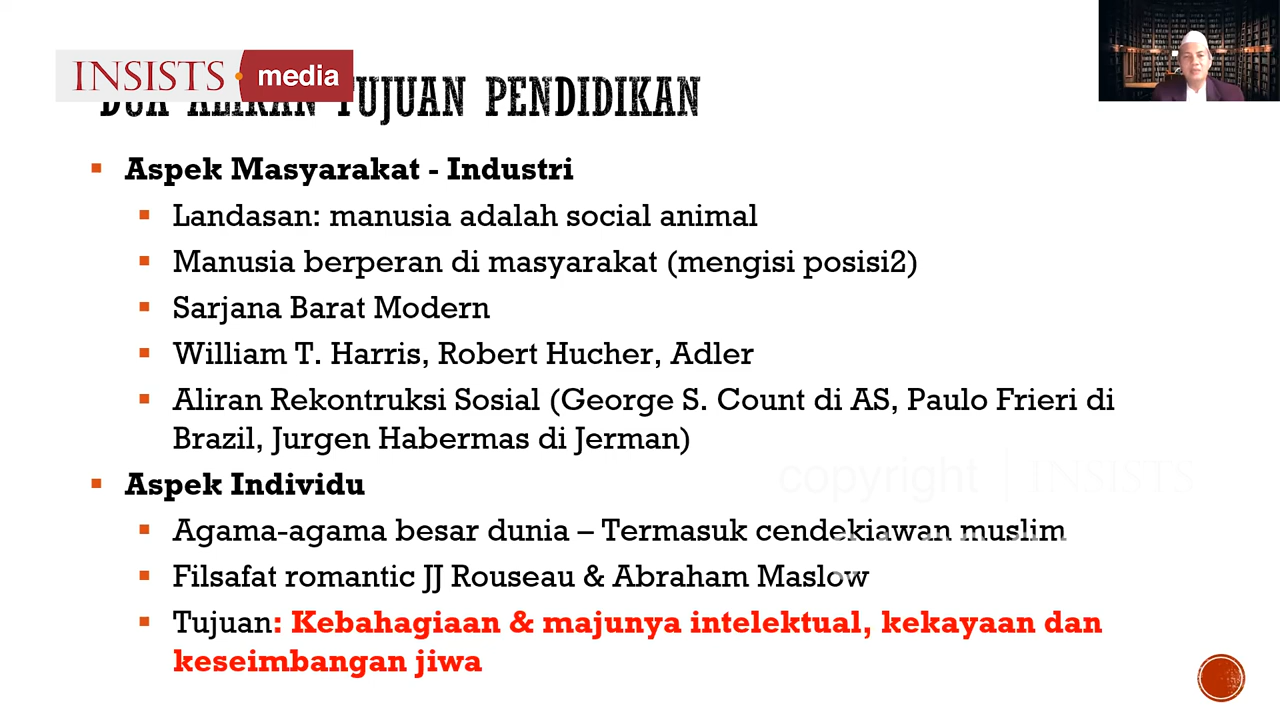 INSISTS media
DUA ALIRAN TUJUAN PENDIDIKAN
Aspek Masyarakat - Industri
Landasan: manusia adalah social animal
Manusia berperan di masyarakat (mengisi posisi2)
Sarjana Barat Modern
William T. Harris, Robert Hucher, Adler
Aliran Rekontruksi Sosial (George S. Count di AS, Paulo Frieri di
Brazil, Jurgen Habermas di Jerman)
Aspek Individu
copyright | INSISTS
Agama-agama besar dunia – Termasuk cendekiawan muslim
Filsafat romantic JJ Rouseau & Abraham Maslow
Tujuan: Kebahagiaan & majunya intelektual, kekayaan dan
keseimbangan jiwa